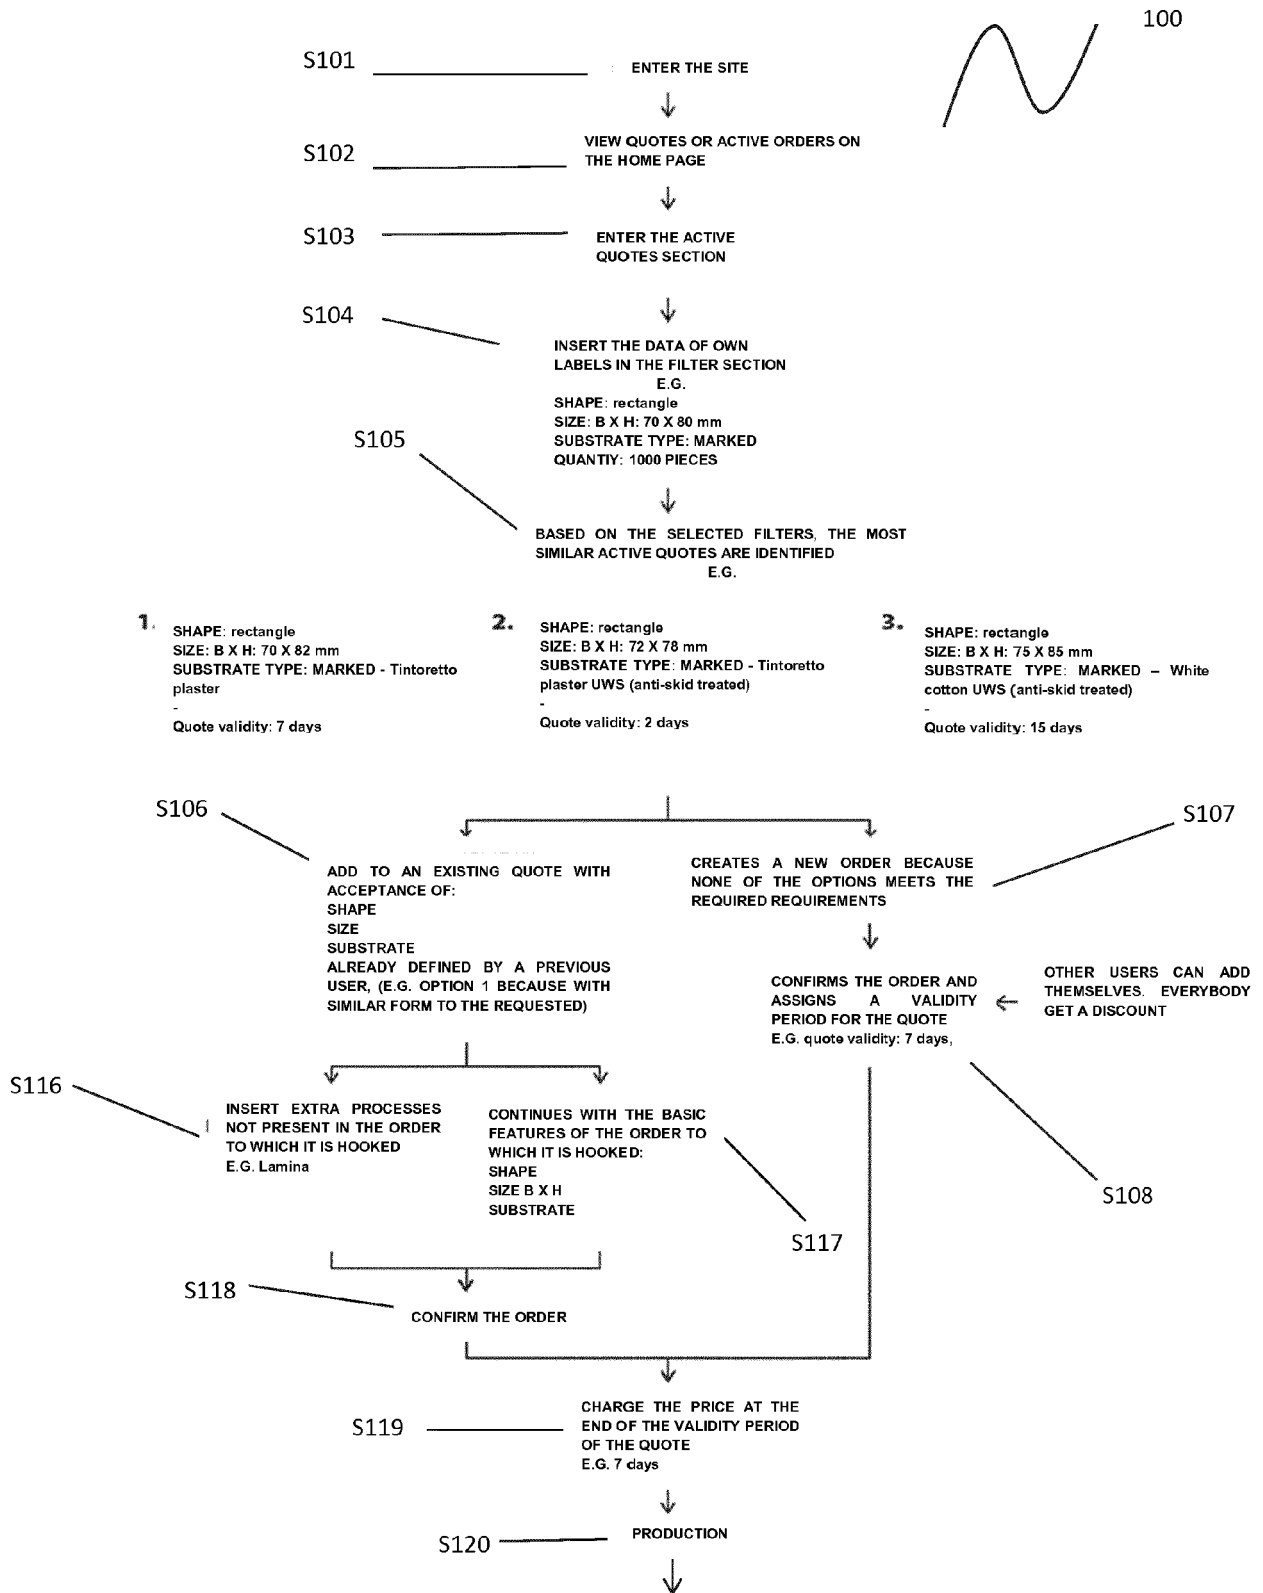 100
S101
ENTER THE SITE
S102
VIEW QUOTES OR ACTIVE ORDERS ON
THE HOME PAGE
S103
ENTER THE ACTIVE
QUOTES SECTION
S104
INSERT THE DATA OF OWN
LABELS IN THE FILTER SECTION
E.G.
SHAPE: rectangle
SIZE: B X H: 70 X 80 mm
SUBSTRATE TYPE: MARKED
QUANTIY: 1000 PIECES
S105
BASED ON THE SELECTED FILTERS, THE MOST
SIMILAR ACTIVE QUOTES ARE IDENTIFIED
E.G.
1.
SHAPE: rectangle
SIZE: B X H: 70 X 82 mm
SUBSTRATE TYPE: MARKED - Tintoretto
plaster
-
Quote validity: 7 days
2.
SHAPE: rectangle
SIZE: B X H: 72 X 78 mm
SUBSTRATE TYPE: MARKED - Tintoretto
plaster UWS (anti-skid treated)
-
Quote validity: 2 days
3.
SHAPE: rectangle
SIZE: B X H: 75 X 85 mm
SUBSTRATE TYPE: MARKED – White
cotton UWS (anti-skid treated)
-
Quote validity: 15 days
S106
ADD TO AN EXISTING QUOTE WITH
ACCEPTANCE OF:
SHAPE
SIZE
SUBSTRATE
ALREADY DEFINED BY A PREVIOUS
USER, (E.G. OPTION 1 BECAUSE WITH
SIMILAR FORM TO THE REQUESTED)
S107
CREATES A NEW ORDER BECAUSE
NONE OF THE OPTIONS MEETS THE
REQUIRED REQUIREMENTS
CONFIRMS THE ORDER AND
ASSIGNS A VALIDITY
PERIOD FOR THE QUOTE
E.G. quote validity: 7 days,
OTHER USERS CAN ADD
THEMSELVES. EVERYBODY
GET A DISCOUNT
S108
S116
INSERT EXTRA PROCESSES
NOT PRESENT IN THE ORDER
TO WHICH IT IS HOOKED
E.G. Lamina
CONTINUES WITH THE BASIC
FEATURES OF THE ORDER TO
WHICH IT IS HOOKED:
SHAPE
SIZE B X H
SUBSTRATE
S117
S118
CONFIRM THE ORDER
S119
CHARGE THE PRICE AT THE
END OF THE VALIDITY PERIOD
OF THE QUOTE
E.G. 7 days
S120
PRODUCTION